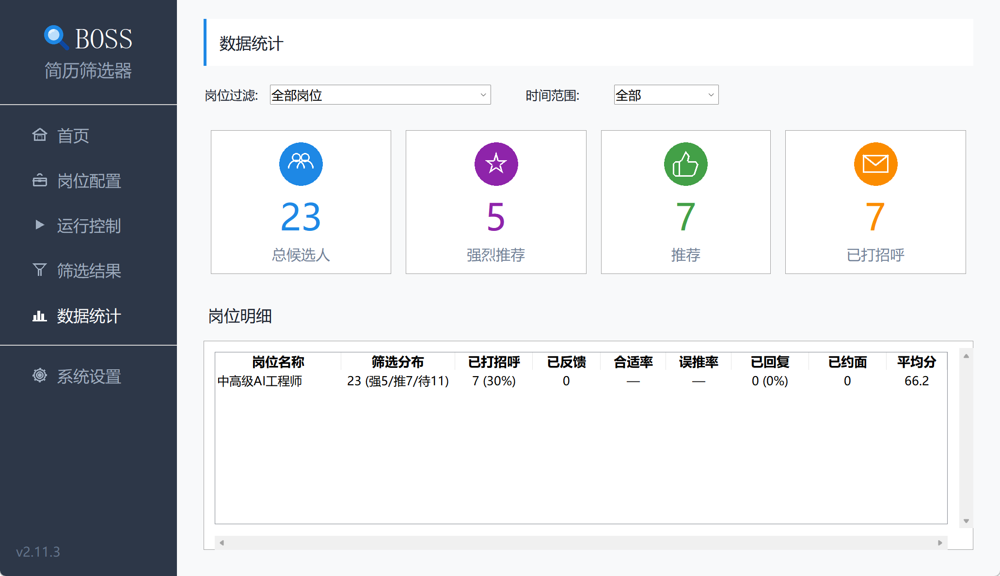 BOSS
简历筛选器
首页
岗位配置
运行控制
筛选结果
数据统计
系统设置
v2.11.3
数据统计
岗位过滤: 全部岗位 时间范围: 全部
23 5 7 7
总候选人 强烈推荐 推荐 已打招呼
岗位明细
岗位名称 筛选分布 已打招呼 已反馈 合适率 误推率 已回复 已约面 平均分
中高级AI工程师 23 (强5/推7/待11) 7 (30%) 0 — — 0 (0%) 0 66.2